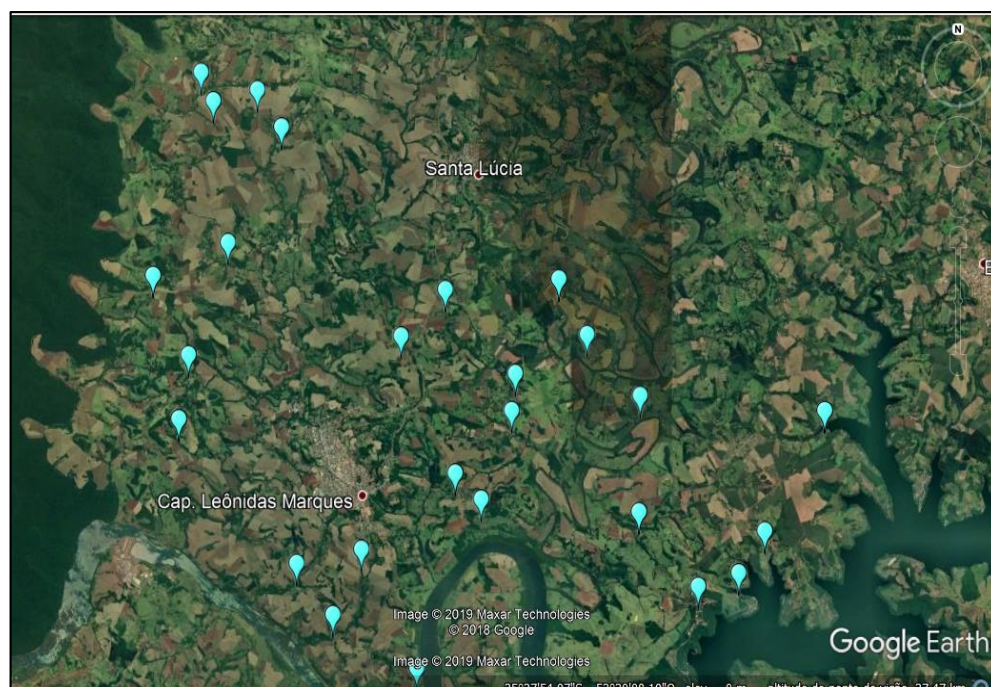 N
Santa Lúcia
Cap. Leônidas Marques
Image © 2019 Maxar Technologies
© 2018 Google
Image © 2019 Maxar Technologies
Google Earth